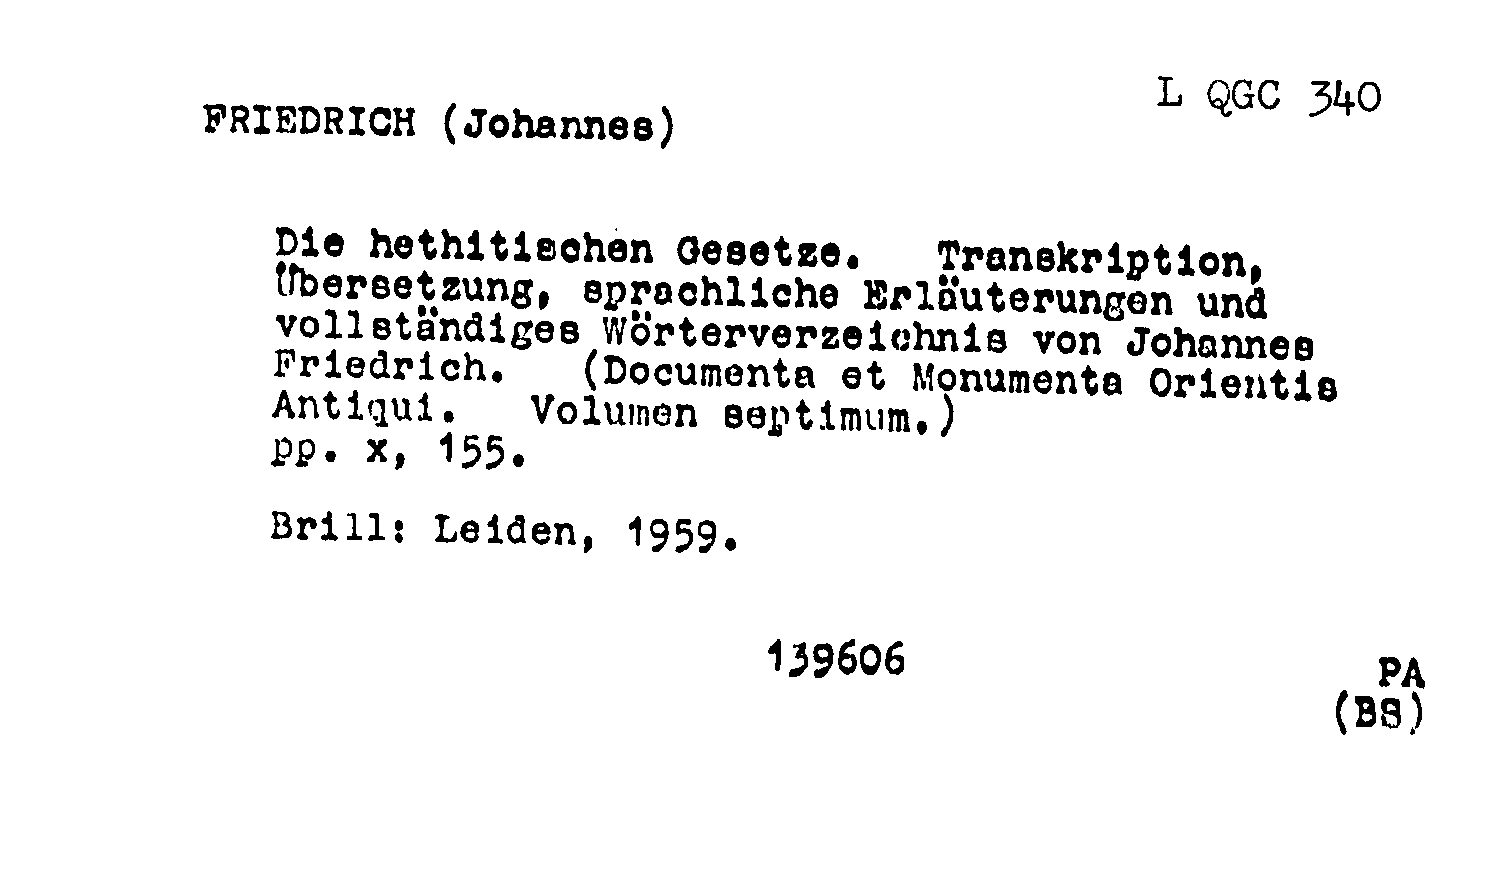 L QGC 340
FRIEDRICH (Johannes)
Die hethitischen Gesetze. Transkription,
Übersetzung, sprachliche Erläuterungen und
vollständiges Wörterverzeichnis von Johannes
Friedrich. (Documenta et Monumenta Orientis
Antiqui. Volumen septimum.)
pp. x, 155.
Brill: Leiden, 1959.
139606
PA
(BS)